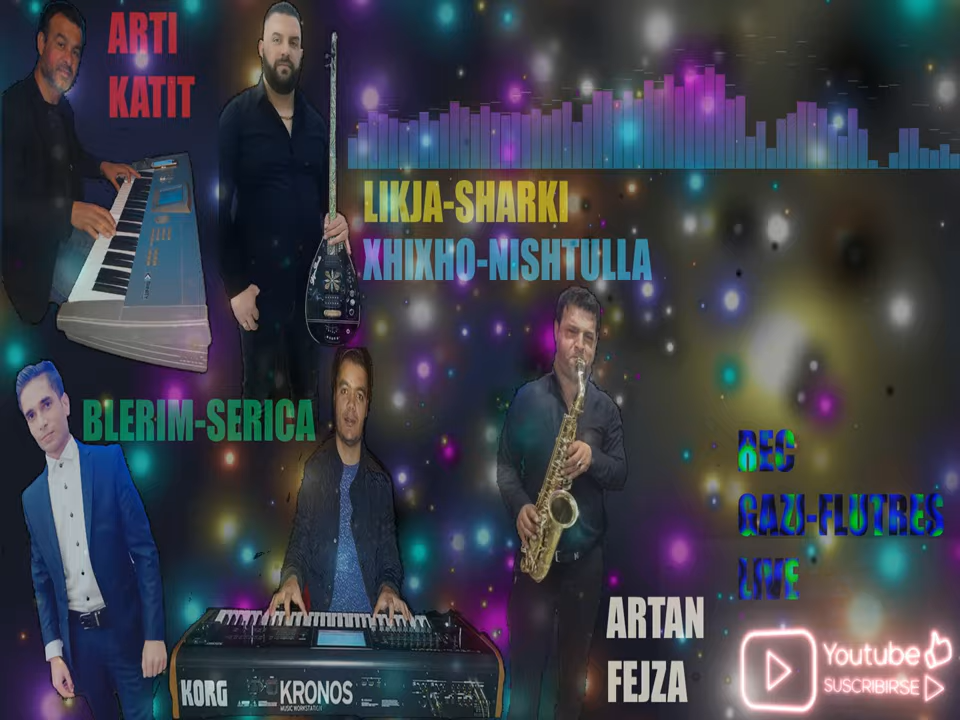 ARTI
KATIT
LIKJA-SHARKI
XHIXHO-NISHTULLA
BLERIM-SERICA
REC
GAZI-FLUTRES
LIVE
ARTAN
FEJZA
KORG
KRONOS
MUSIC WORKSTATION
Youtube
SUSCRIBIRSE